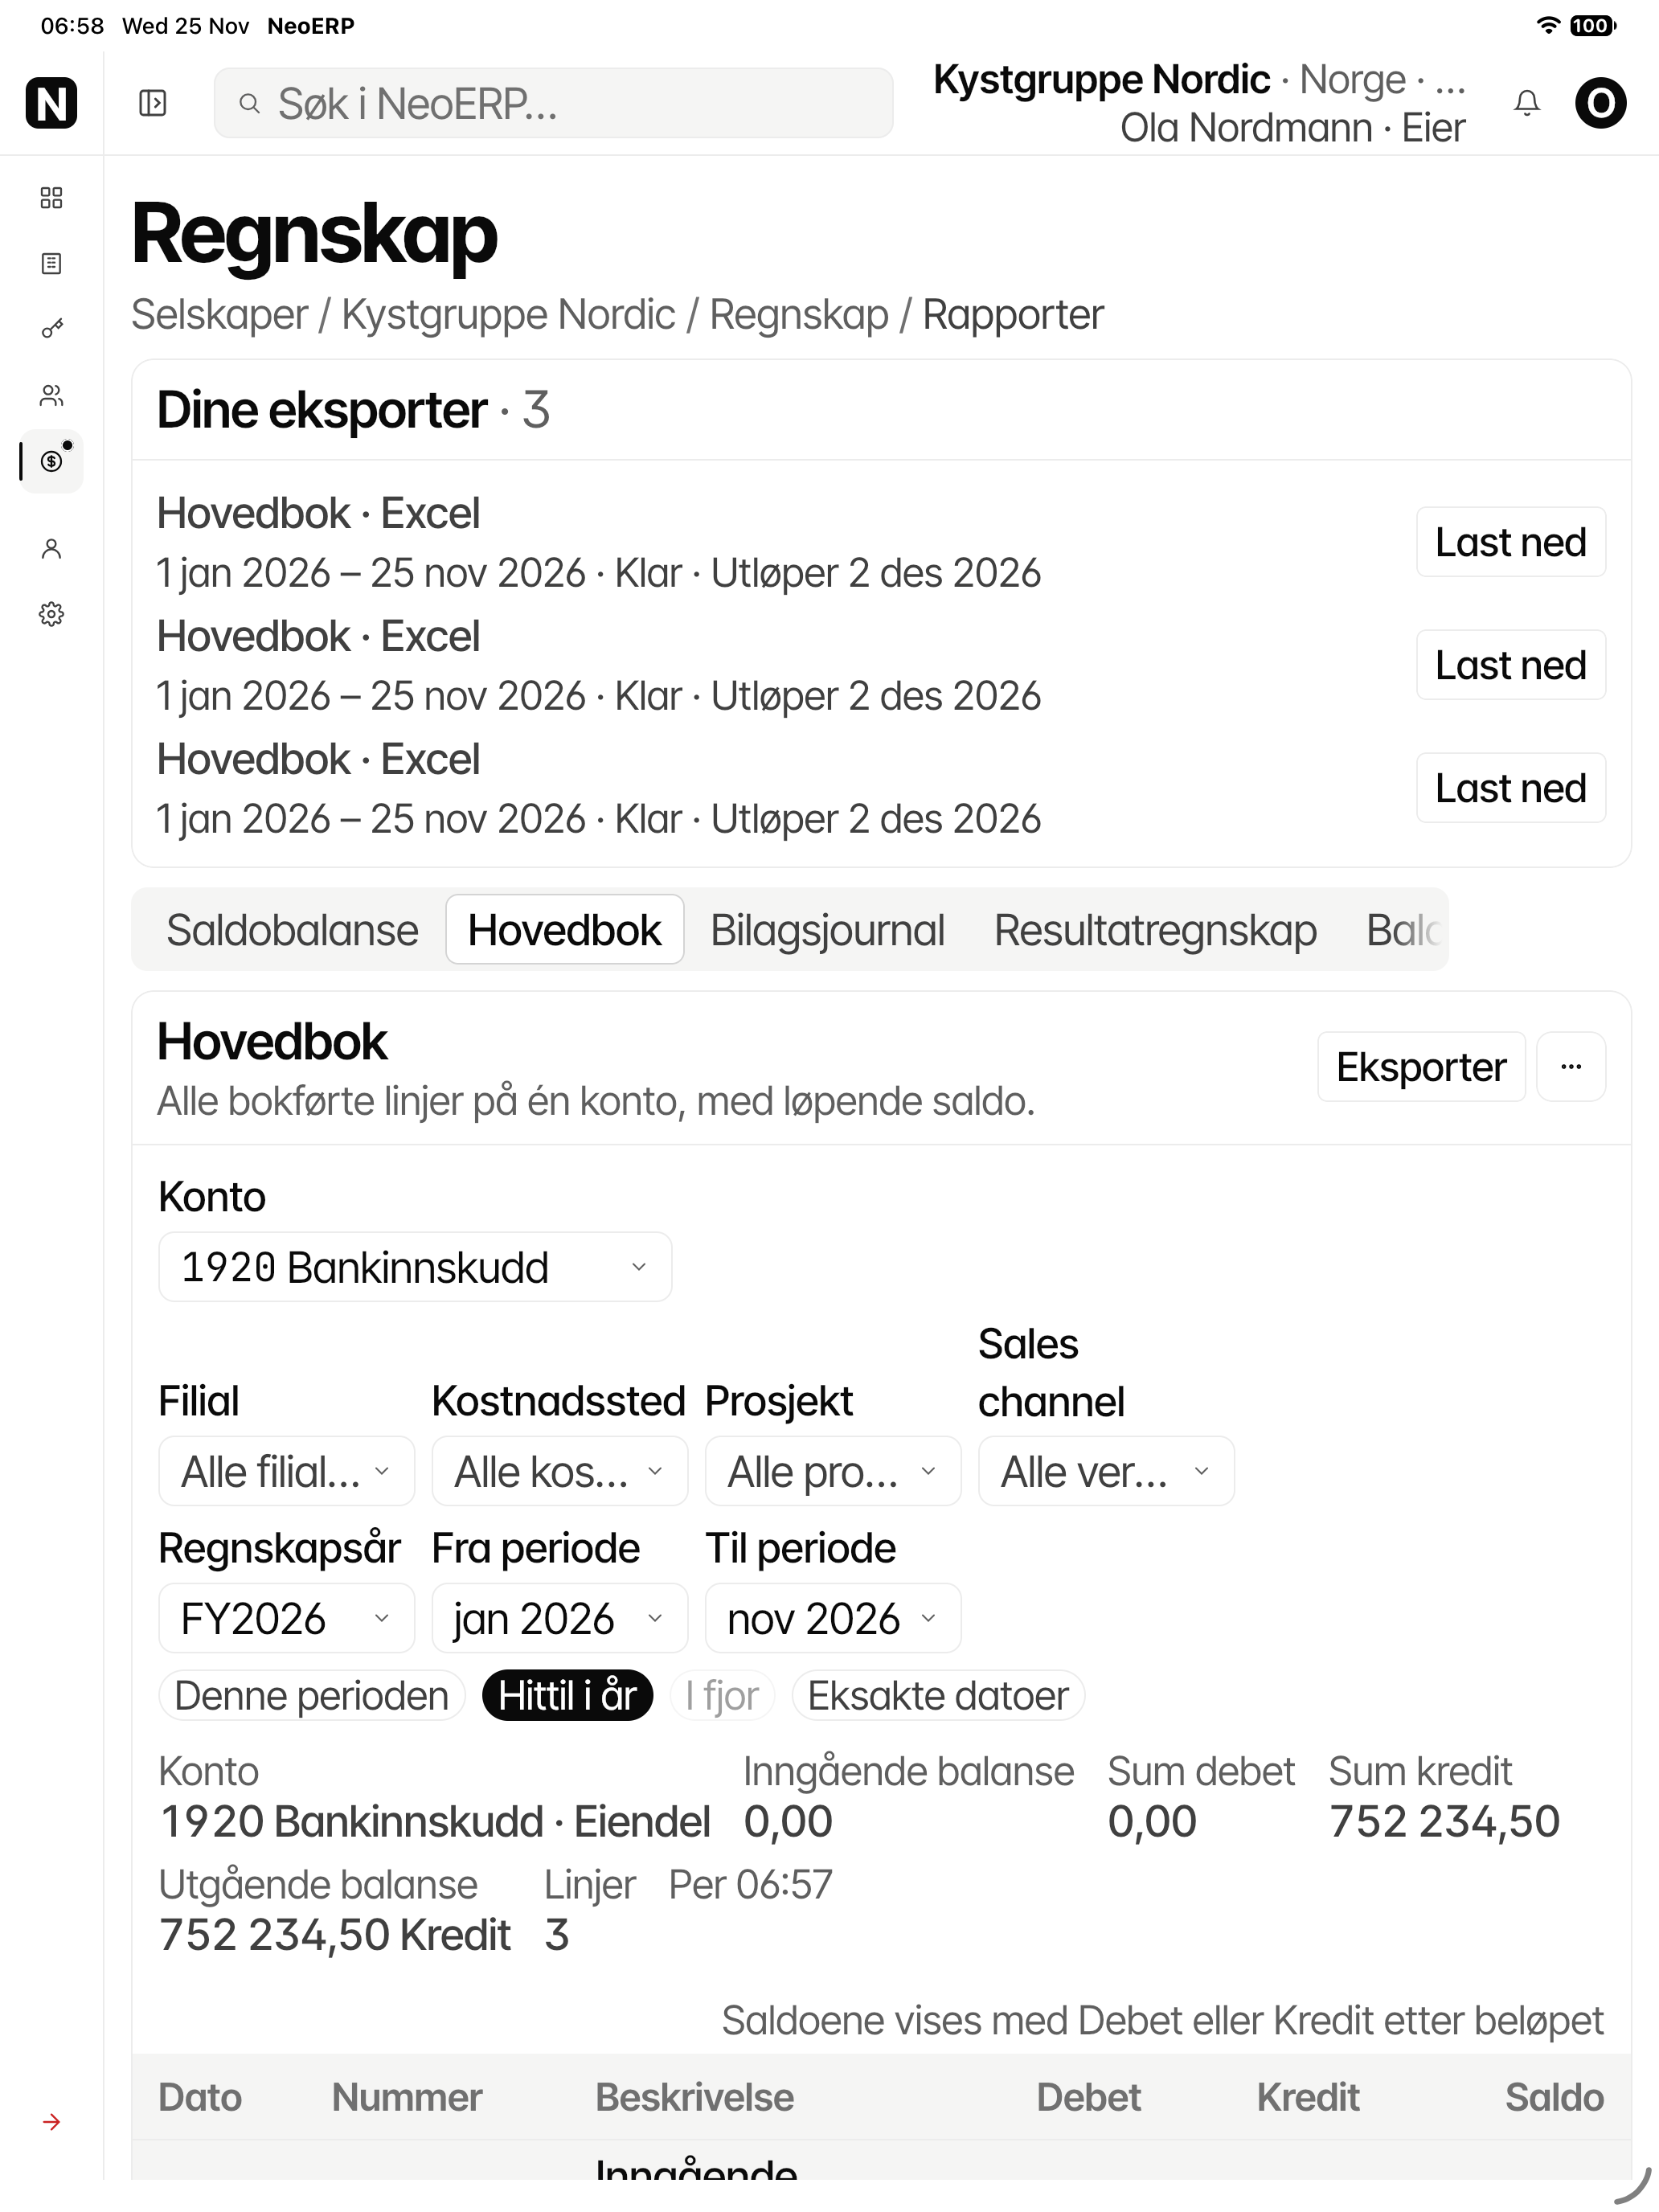 06:58 Wed 25 Nov NeoERP
100
N
Søk i NeoERP...
Kystgruppe Nordic · Norge · ...
Ola Nordmann · Eier
O
Regnskap
Selskaper / Kystgruppe Nordic / Regnskap / Rapporter
Dine eksporter · 3
Hovedbok · Excel
1 jan 2026 – 25 nov 2026 · Klar · Utløper 2 des 2026
Last ned
Hovedbok · Excel
1 jan 2026 – 25 nov 2026 · Klar · Utløper 2 des 2026
Last ned
Hovedbok · Excel
1 jan 2026 – 25 nov 2026 · Klar · Utløper 2 des 2026
Last ned
Saldobalanse Hovedbok Bilagsjournal Resultatregnskap Bala
Hovedbok
Alle bokførte linjer på én konto, med løpende saldo.
Eksporter ...
Konto
1920 Bankinnskudd
Sales
channel
Filial Kostnadssted Prosjekt
Alle filial... Alle kos... Alle pro... Alle ver...
Regnskapsår Fra periode Til periode
FY2026 jan 2026 nov 2026
Denne perioden Hittil i år I fjor Eksakte datoer
Konto Inngående balanse Sum debet Sum kredit
1920 Bankinnskudd · Eiendel 0,00 0,00 752 234,50
Utgående balanse Linjer Per 06:57
752 234,50 Kredit 3
Saldoene vises med Debet eller Kredit etter beløpet
Dato Nummer Beskrivelse Debet Kredit Saldo
Inngående